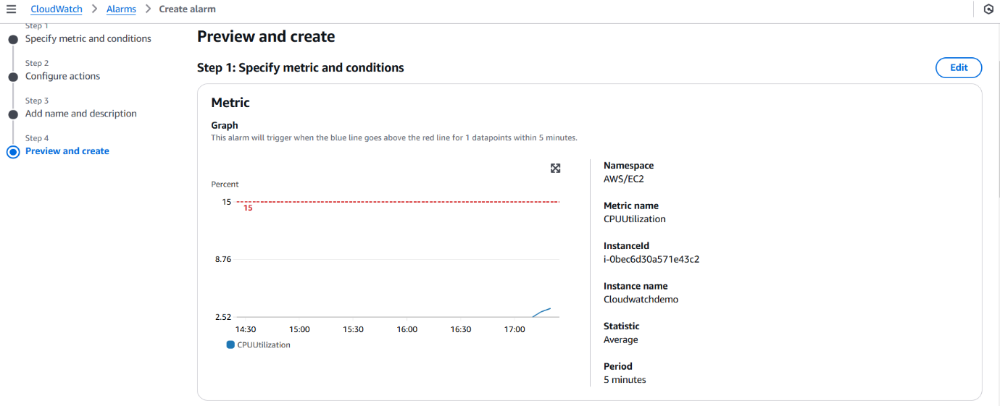 CloudWatch > Alarms > Create alarm
Step 1
Specify metric and conditions
Step 2
Configure actions
Step 3
Add name and description
Step 4
Preview and create
Preview and create
Step 1: Specify metric and conditions
Edit
Metric
Graph
This alarm will trigger when the blue line goes above the red line for 1 datapoints within 5 minutes.
Percent
15
15
8.76
2.52
14:30 15:00 15:30 16:00 16:30 17:00
CPUUtilization
Namespace
AWS/EC2
Metric name
CPUUtilization
InstanceId
i-0bec6d30a571e43c2
Instance name
Cloudwatchdemo
Statistic
Average
Period
5 minutes